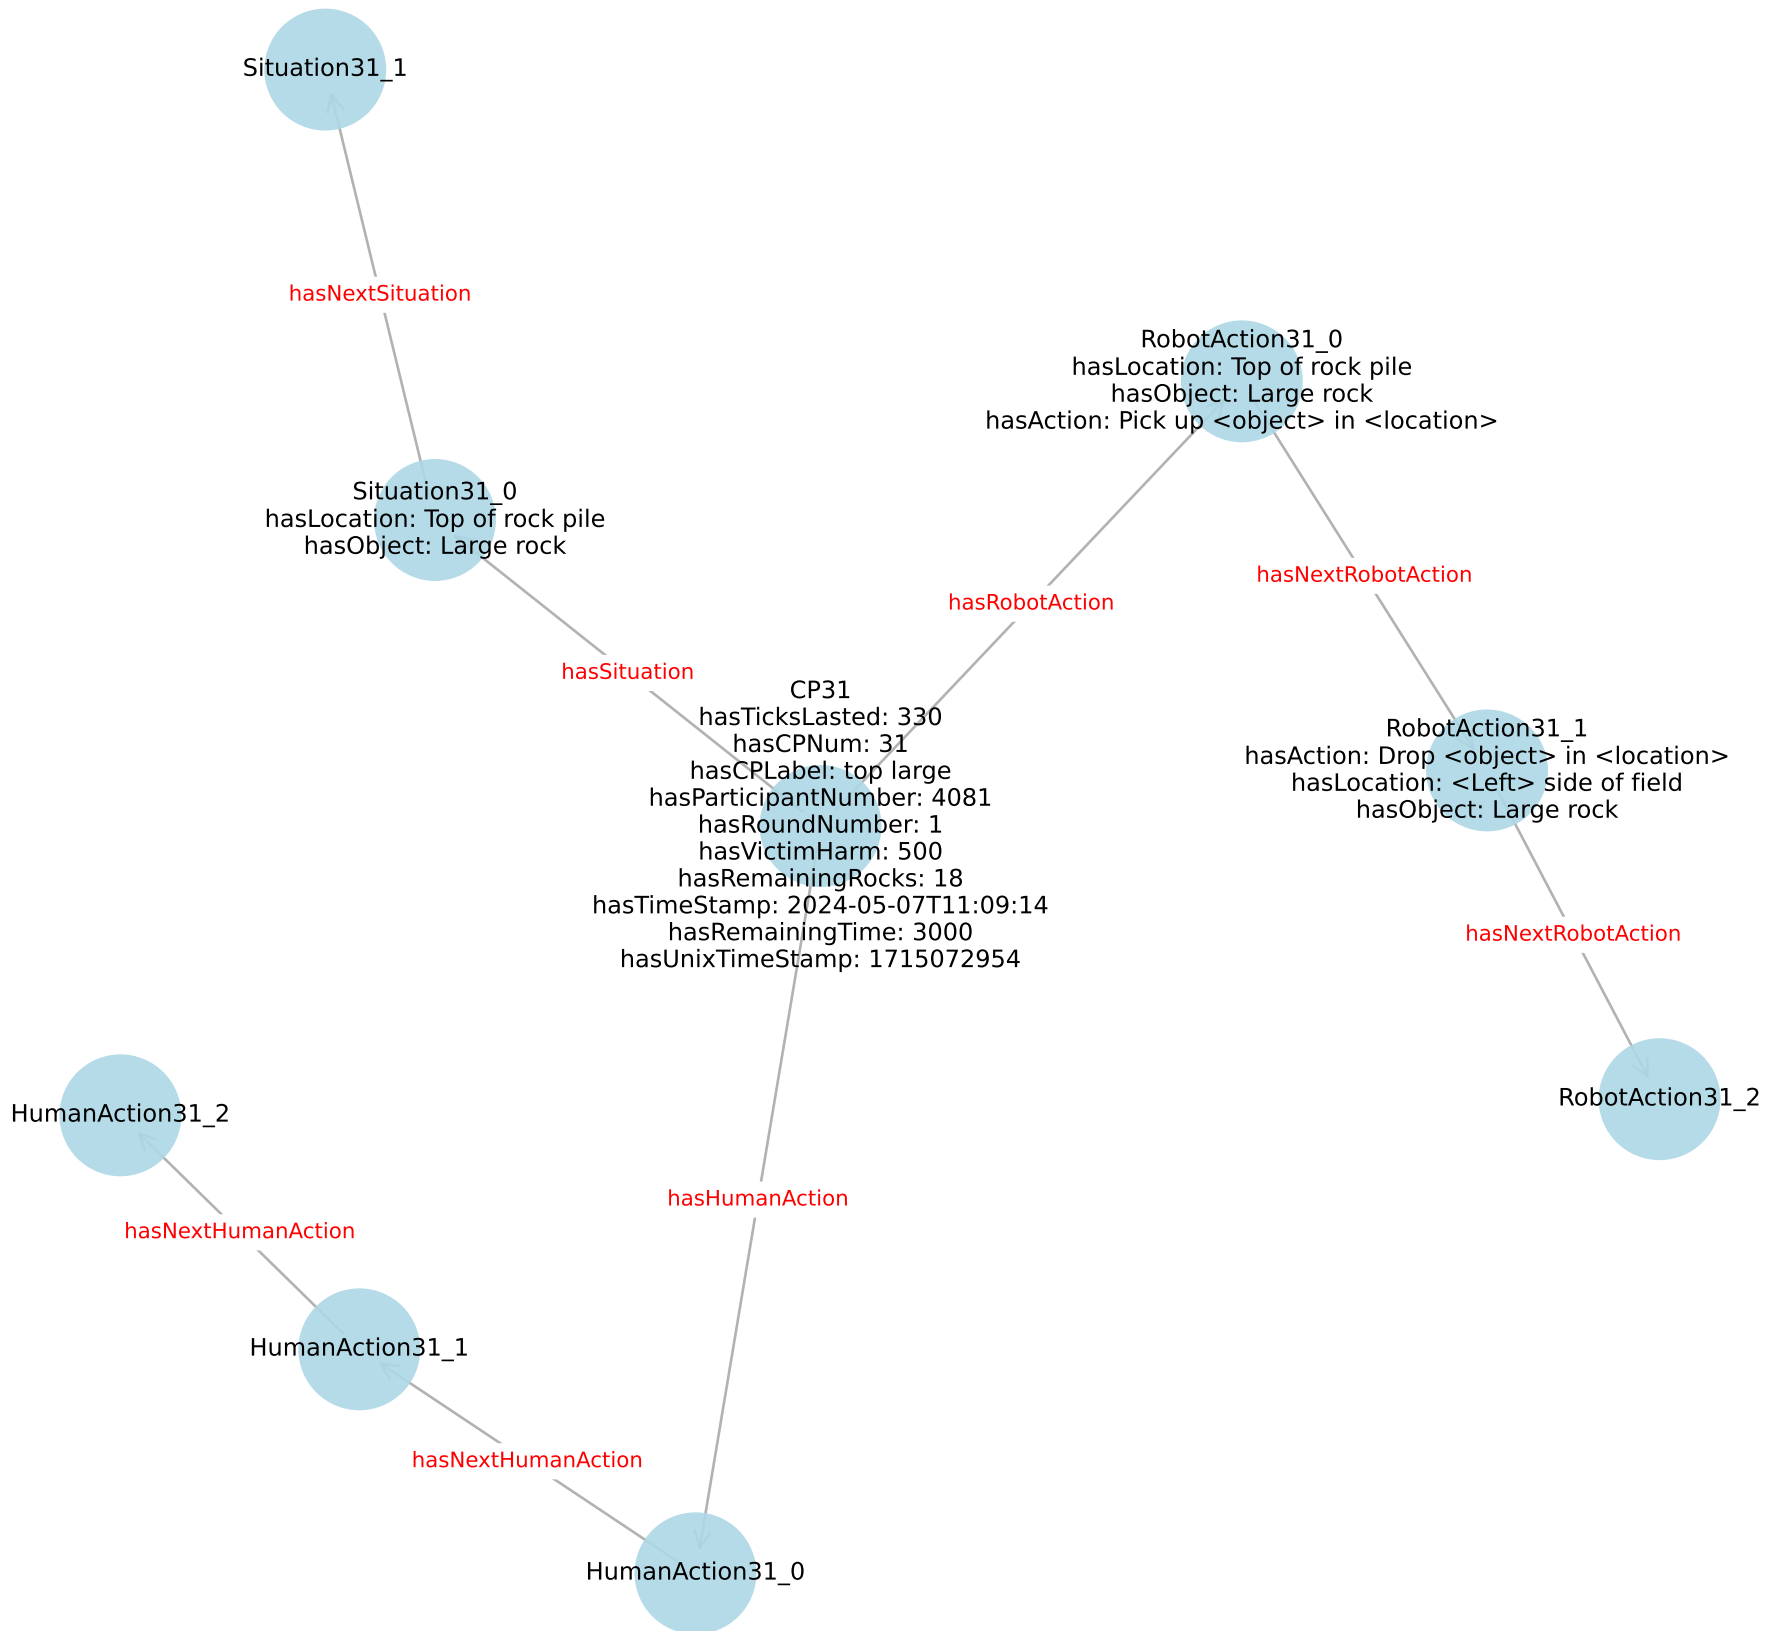 Situation31_1
hasNextSituation
RobotAction31_0
hasLocation: Top of rock pile
hasObject: Large rock
hasAction: Pick up <object> in <location>
Situation31_0
hasLocation: Top of rock pile
hasObject: Large rock
hasNextRobotAction
hasRobotAction
hasSituation
CP31
hasTicksLasted: 330
hasCPNum: 31
hasCPLabel: top large
hasParticipantNumber: 4081
hasRoundNumber: 1
hasVictimHarm: 500
hasRemainingRocks: 18
hasTimeStamp: 2024-05-07T11:09:14
hasRemainingTime: 3000
hasUnixTimeStamp: 1715072954
RobotAction31_1
hasAction: Drop <object> in <location>
hasLocation: <Left> side of field
hasObject: Large rock
hasNextRobotAction
RobotAction31_2
HumanAction31_2
hasHumanAction
hasNextHumanAction
HumanAction31_1
hasNextHumanAction
HumanAction31_0